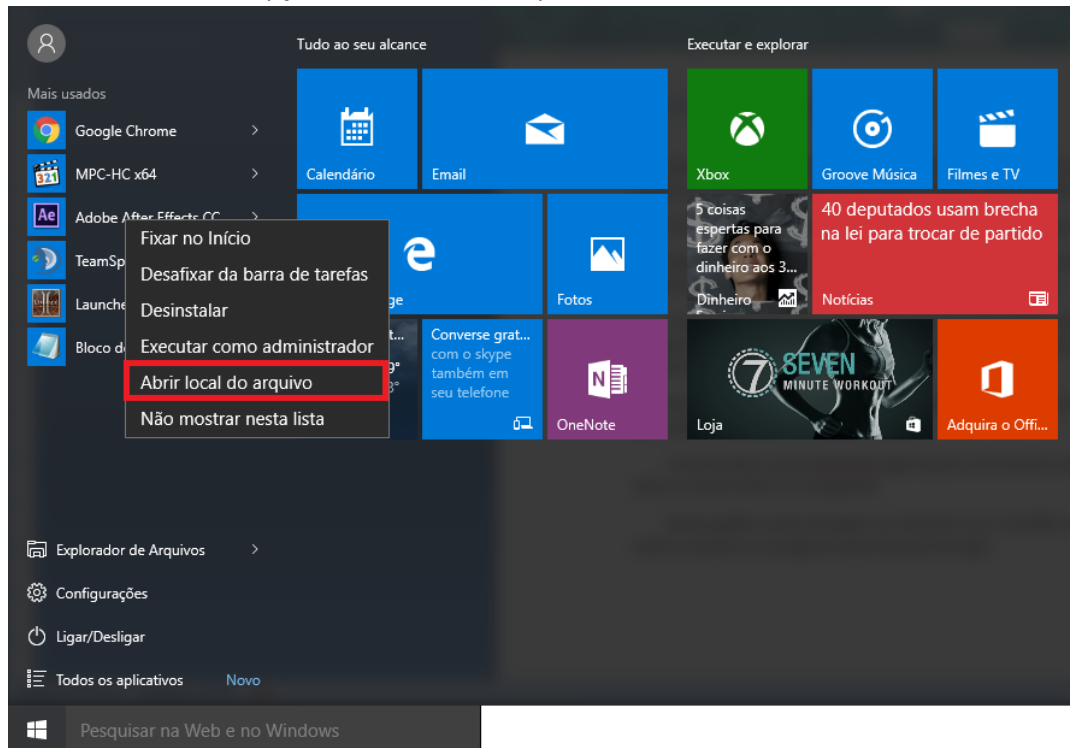 Tudo ao seu alcance
Executar e explorar
Mais usados
Google Chrome
MPC-HC x64
321
Ae
Adobe After Effects CC
TeamSp
Launche
Bloco d
Fixar no Início
Desafixar da barra de tarefas
Desinstalar
Executar como administrador
Abrir local do arquivo
Não mostrar nesta lista
Explorador de Arquivos
Configurações
Ligar/Desligar
Todos os aplicativos Novo
Pesquisar na Web e no Windows
Calendário
Email
ge
Fotos
Converse grat...
com o skype
também em
seu telefone
N
OneNote
Xbox
Groove Música
Filmes e TV
5 coisas
espertas para
fazer com o
dinheiro aos 3...
Dinheiro
40 deputados usam brecha
na lei para trocar de partido
Notícias
7 SEVEN
MINUTE WORKOUT
Loja
Adquira o Offi...